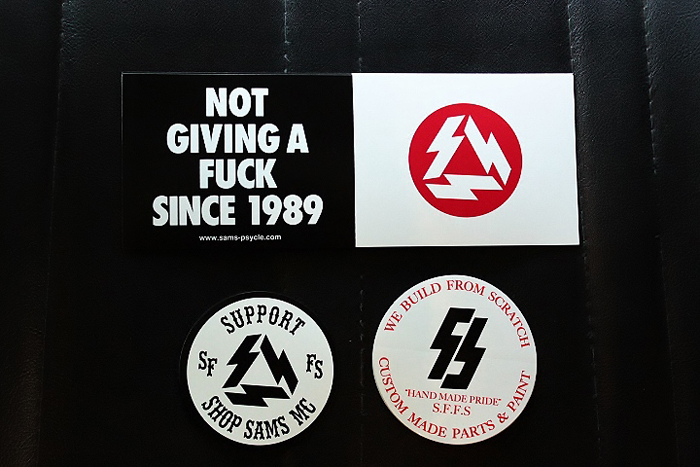 NOT
GIVING A
FUCK
SINCE 1989
www.sams-psycle.com
SUPPORT
SF
FS
SHOP SAMS MC
WE BUILD FROM SCRATCH
"HAND MADE PRIDE"
S.F.F.S
CUSTOM MADE PARTS & PAINT